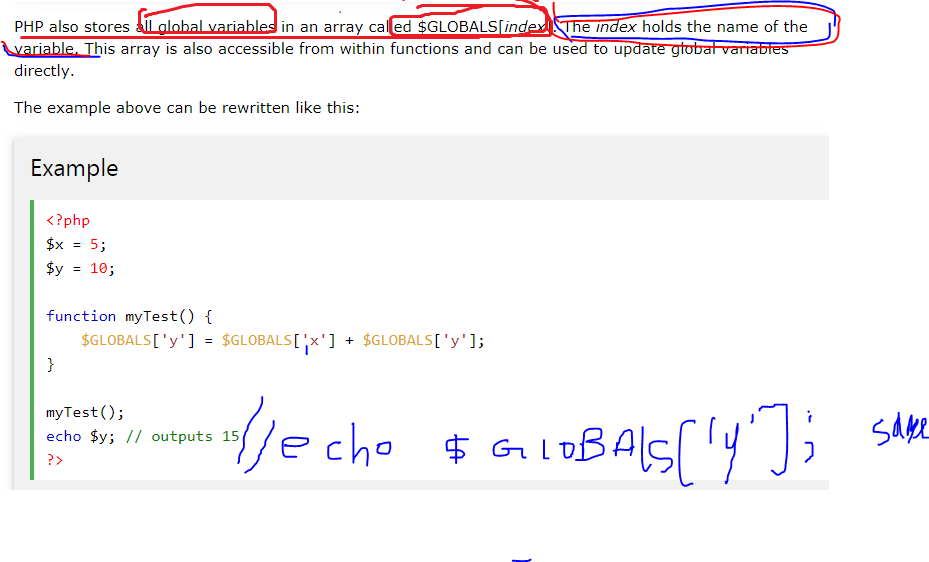 PHP also stores all global variables in an array called $GLOBALS[index]. The index holds the name of the
variable. This array is also accessible from within functions and can be used to update global variables
directly.
The example above can be rewritten like this:
Example
<?php
$x = 5;
$y = 10;
function myTest() {
$GLOBALS['y'] = $GLOBALS['x'] + $GLOBALS['y'];
}
myTest();
echo $y; // outputs 15 //echo $GLOBALS['y']; same
?>